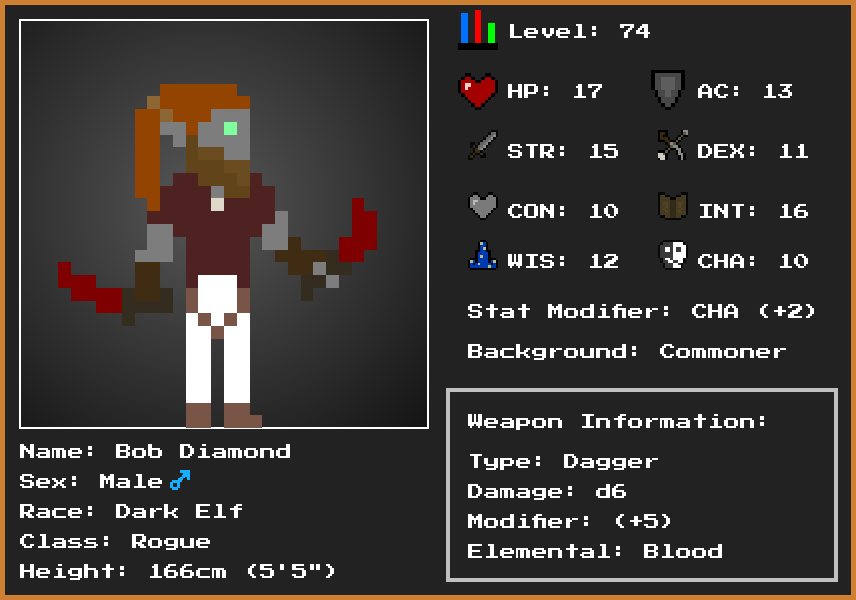 Level: 74
HP: 17 AC: 13
STR: 15 DEX: 11
CON: 10 INT: 16
WIS: 12 CHA: 10
Stat Modifier: CHA (+2)
Background: Commoner
Weapon Information:
Type: Dagger
Damage: d6
Modifier: (+5)
Elemental: Blood
Name: Bob Diamond
Sex: Male ♂
Race: Dark Elf
Class: Rogue
Height: 166cm (5'5")